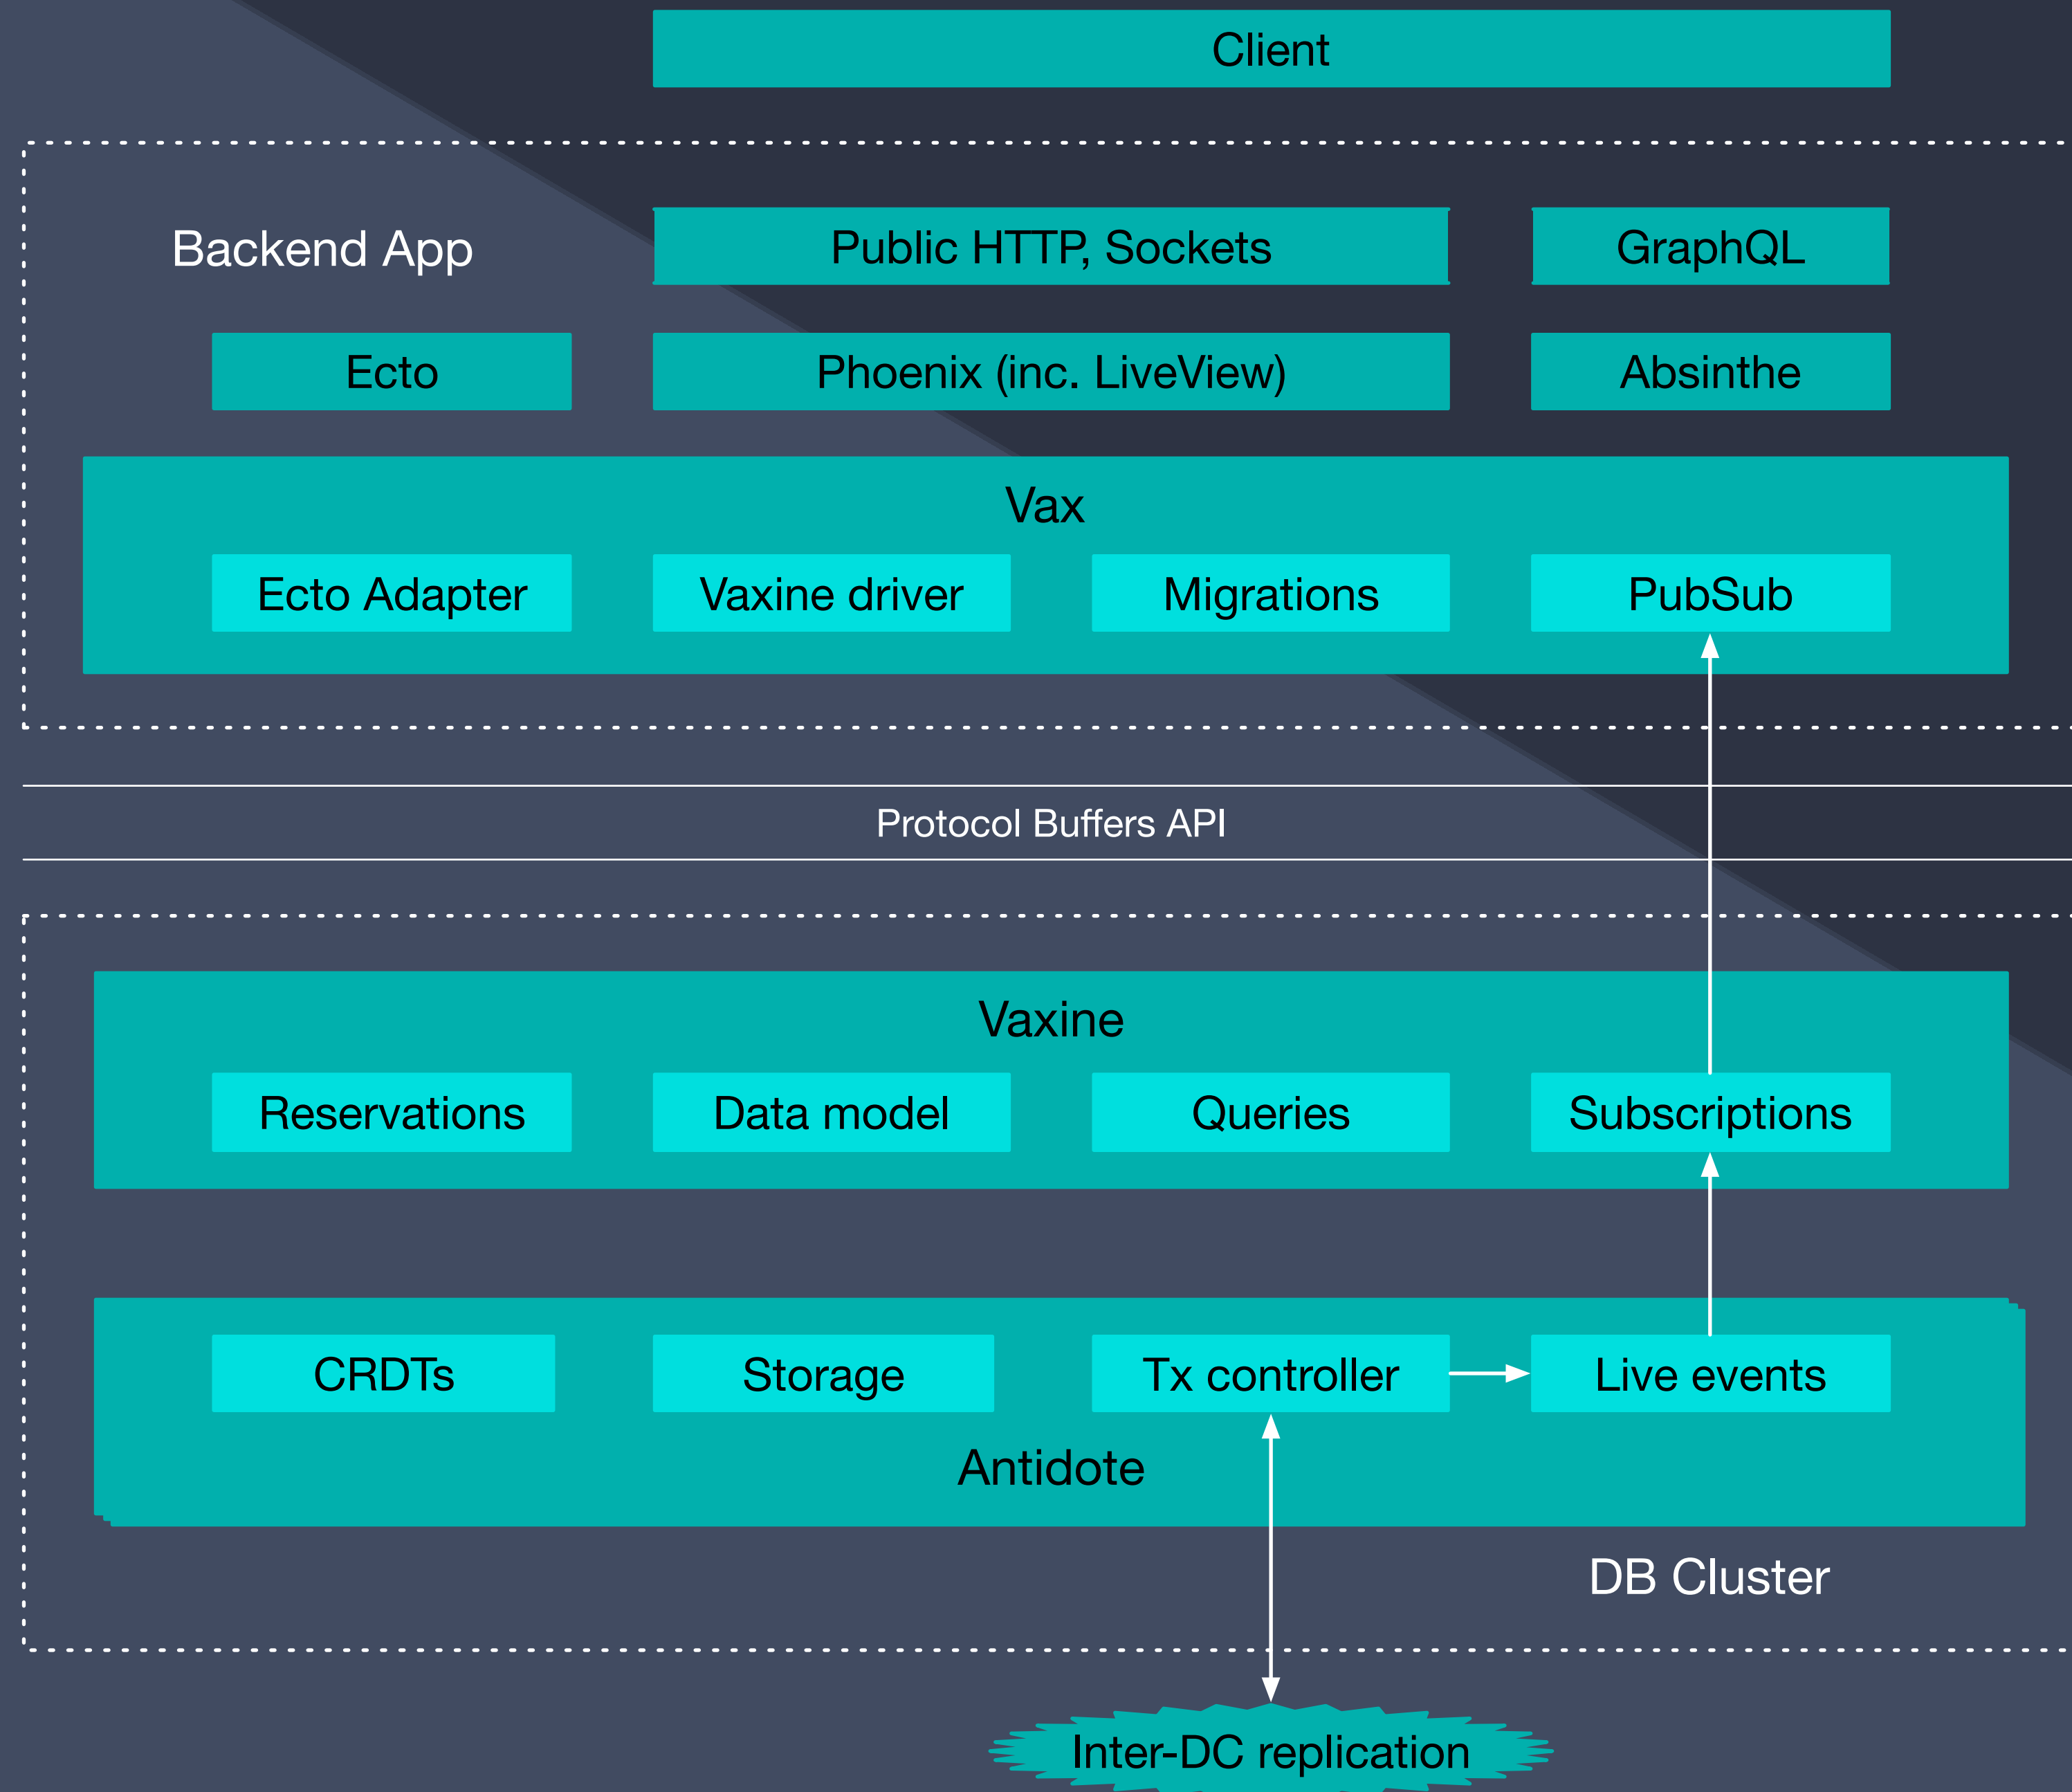 Client
Backend App
Public HTTP, Sockets
GraphQL
Ecto
Phoenix (inc. LiveView)
Absinthe
Vax
Ecto Adapter
Vaxine driver
Migrations
PubSub
Protocol Buffers API
Vaxine
Reservations
Data model
Queries
Subscriptions
CRDTs
Storage
Tx controller
Live events
Antidote
DB Cluster
Inter-DC replication